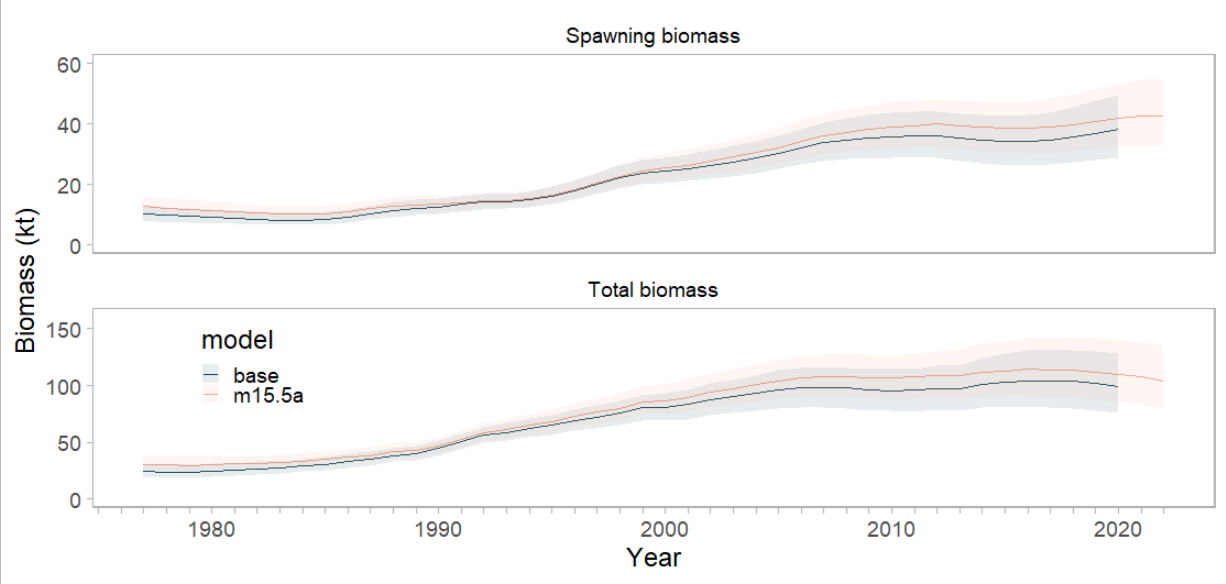 Spawning biomass
60
40
20
0
Biomass (kt)
Total biomass
150
100
50
0
model
base
m15.5a
1980 1990 2000 2010 2020
Year